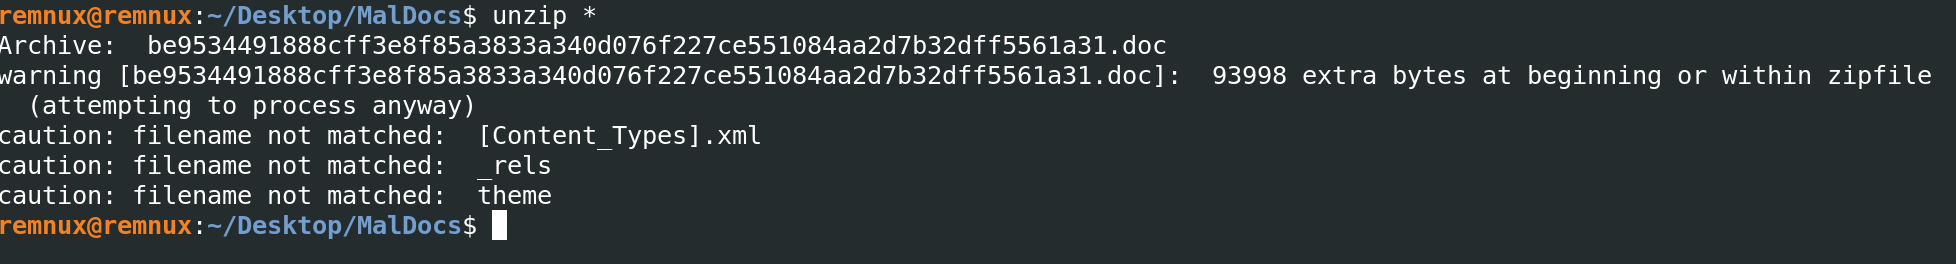 remnux@remnux:~/Desktop/MalDocs$ unzip *
Archive:  be9534491888cff3e8f85a3833a340d076f227ce551084aa2d7b32dff5561a31.doc
warning [be9534491888cff3e8f85a3833a340d076f227ce551084aa2d7b32dff5561a31.doc]:  93998 extra bytes at beginning or within zipfile
  (attempting to process anyway)
caution: filename not matched:  [Content_Types].xml
caution: filename not matched:  _rels
caution: filename not matched:  theme
remnux@remnux:~/Desktop/MalDocs$